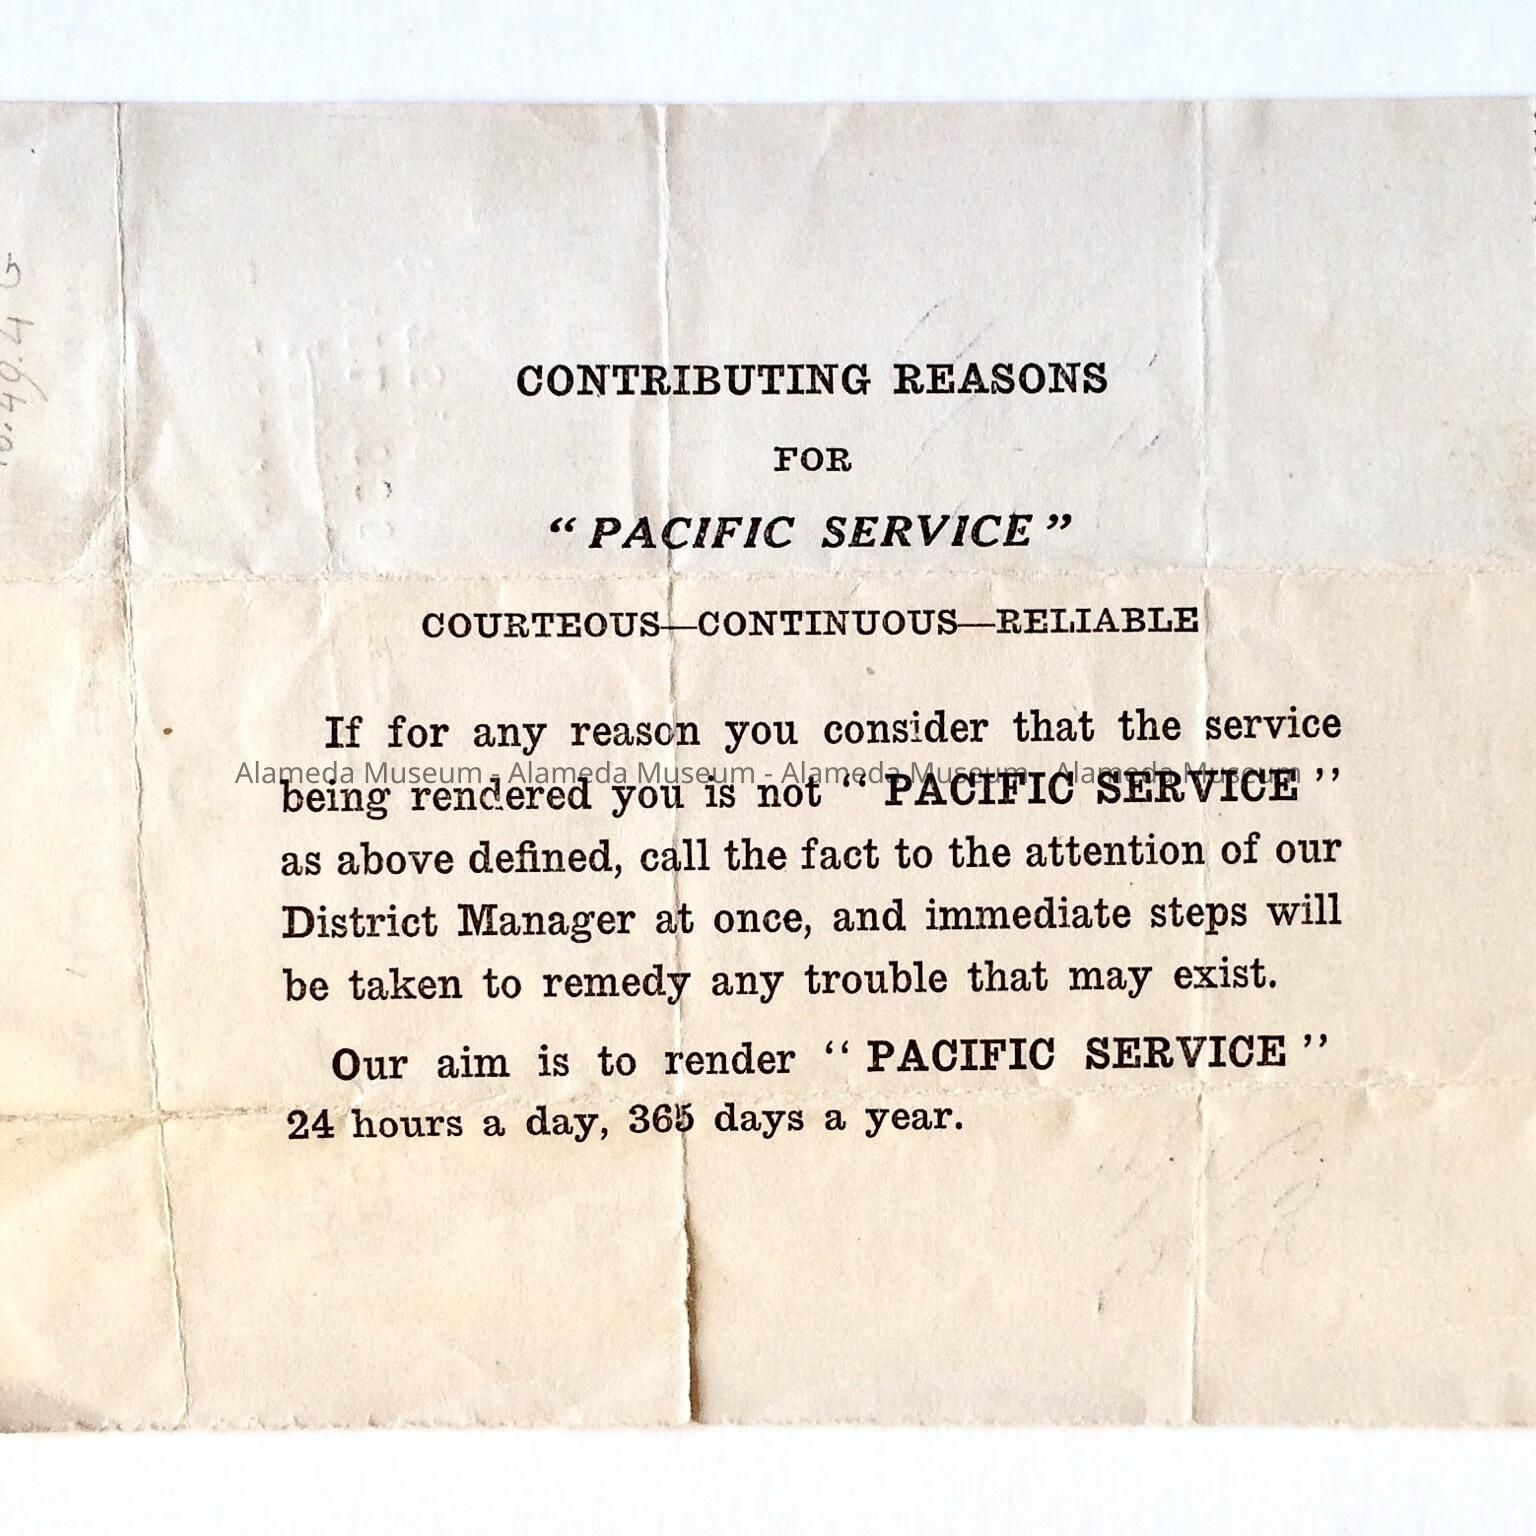 CONTRIBUTING REASONS
FOR
“ PACIFIC SERVICE ”
COURTEOUS—CONTINUOUS—RELIABLE
If for any reason you consider that the service
Alameda Museum - Alameda Museum - Alameda Museum - Alameda Museum
being rendered you is not “ PACIFIC SERVICE ”
as above defined, call the fact to the attention of our
District Manager at once, and immediate steps will
be taken to remedy any trouble that may exist.
Our aim is to render “ PACIFIC SERVICE ”
24 hours a day, 365 days a year.